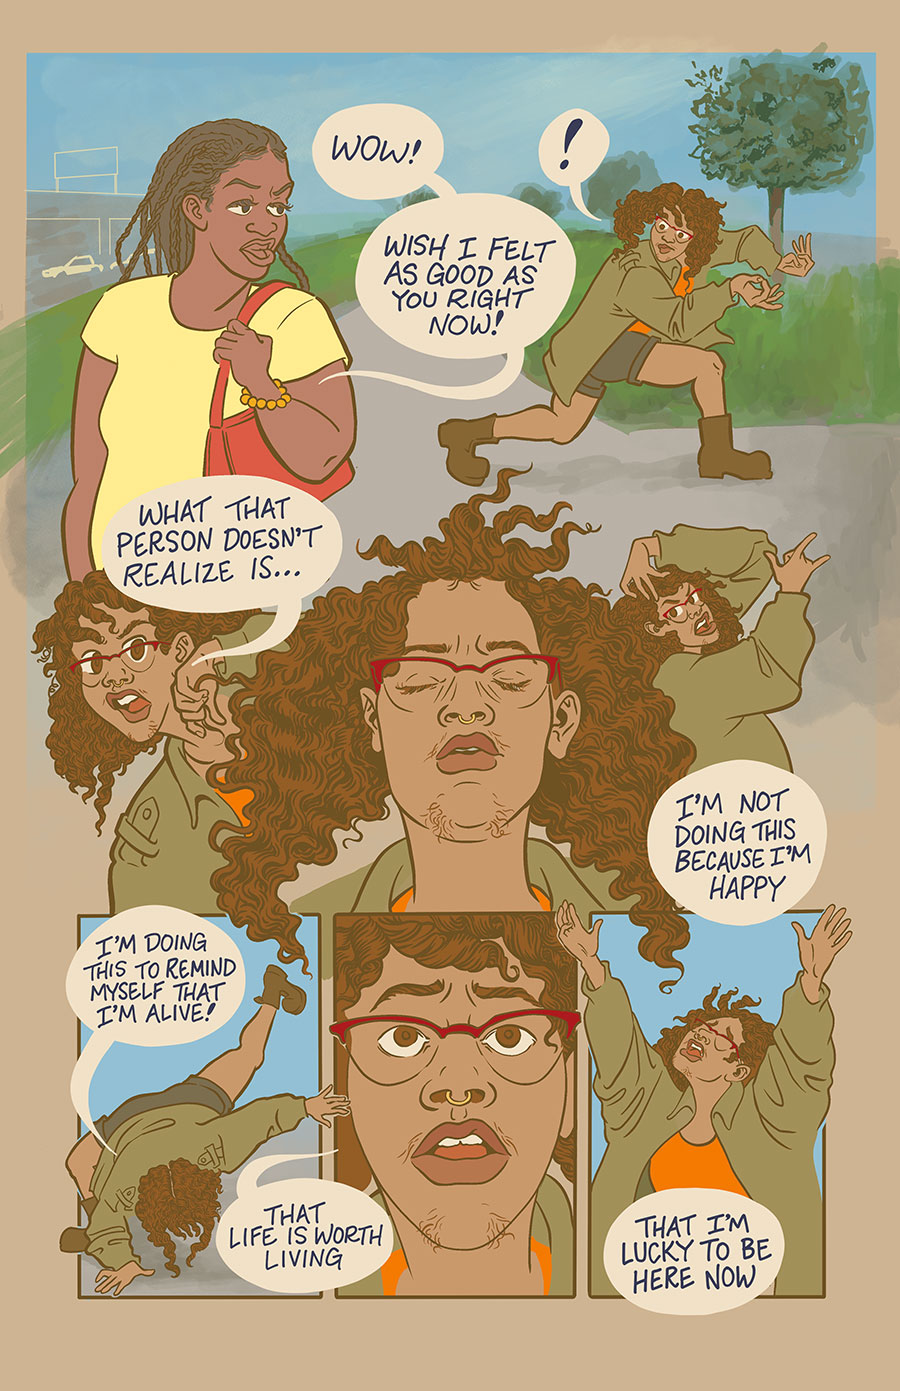 WOW!
!
WISH I FELT
AS GOOD AS
YOU RIGHT
NOW!
WHAT THAT
PERSON DOESN'T
REALIZE IS...
I'M NOT
DOING THIS
BECAUSE I'M
HAPPY
I'M DOING
THIS TO REMIND
MYSELF THAT
I'M ALIVE!
THAT
LIFE IS WORTH
LIVING
THAT I'M
LUCKY TO BE
HERE NOW